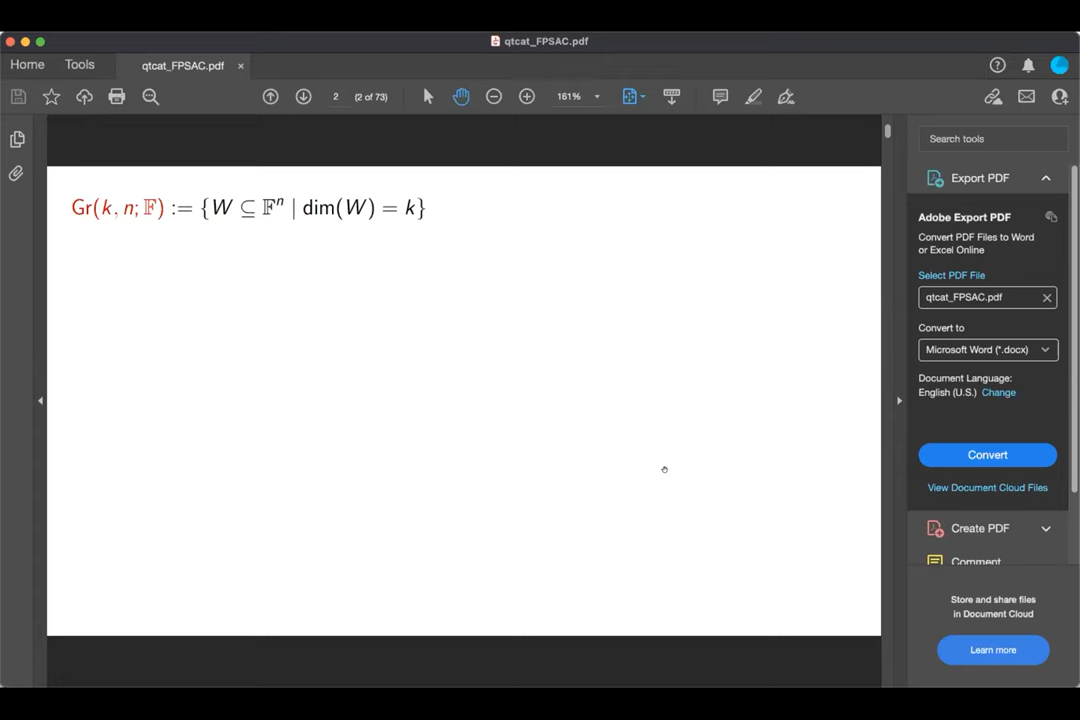 qtcat_FPSAC.pdf
Home
Tools
qtcat_FPSAC.pdf ×
2 (2 of 73)
161%
Gr(k, n; 𝔽) := {W ⊆ 𝔽ⁿ | dim(W) = k}
Search tools
Export PDF
Adobe Export PDF
Convert PDF Files to Word
or Excel Online
Select PDF File
qtcat_FPSAC.pdf
Convert to
Microsoft Word (*.docx)
Document Language:
English (U.S.) Change
Convert
View Document Cloud Files
Create PDF
Comment
Store and share files
in Document Cloud
Learn more